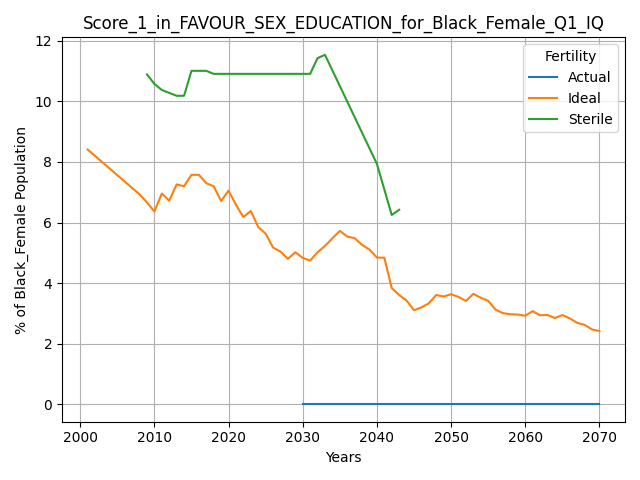 Score_1_in_FAVOUR_SEX_EDUCATION_for_Black_Female_Q1_IQ
Fertility
Actual
Ideal
Sterile
% of Black_Female Population
12
10
8
6
4
2
0
2000 2010 2020 2030 2040 2050 2060 2070
Years